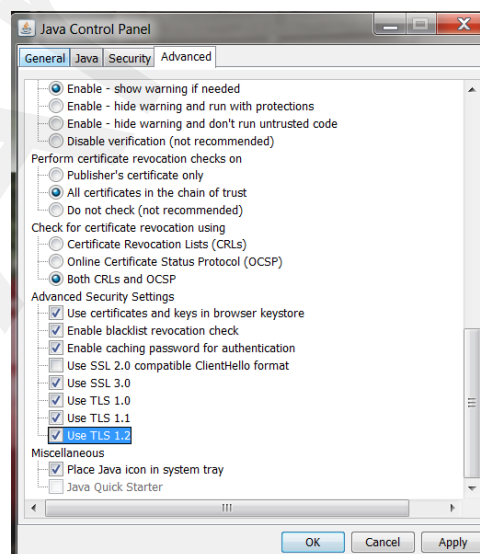 Java Control Panel
General Java Security Advanced
Enable - show warning if needed
Enable - hide warning and run with protections
Enable - hide warning and don't run untrusted code
Disable verification (not recommended)
Perform certificate revocation checks on
Publisher's certificate only
All certificates in the chain of trust
Do not check (not recommended)
Check for certificate revocation using
Certificate Revocation Lists (CRLs)
Online Certificate Status Protocol (OCSP)
Both CRLs and OCSP
Advanced Security Settings
Use certificates and keys in browser keystore
Enable blacklist revocation check
Enable caching password for authentication
Use SSL 2.0 compatible ClientHello format
Use SSL 3.0
Use TLS 1.0
Use TLS 1.1
Use TLS 1.2
Miscellaneous
Place Java icon in system tray
Java Quick Starter
OK Cancel Apply